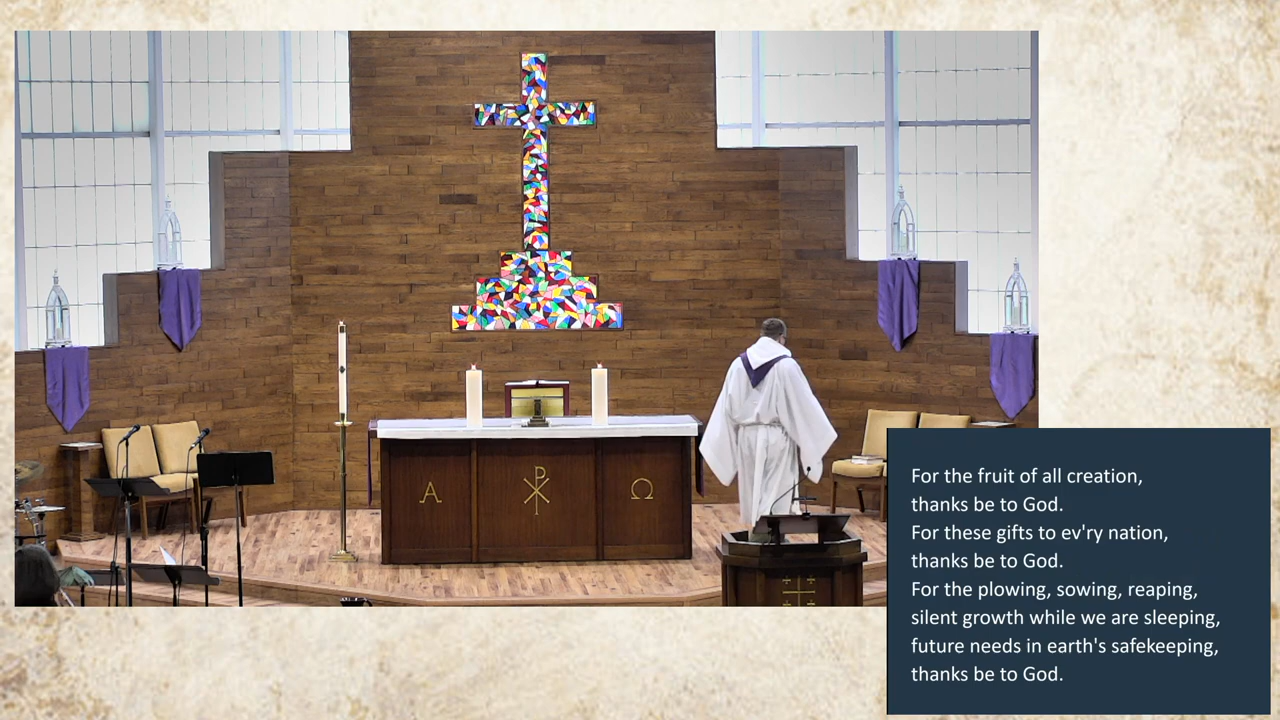 Α
☧
Ω
For the fruit of all creation,
thanks be to God.
For these gifts to ev'ry nation,
thanks be to God.
For the plowing, sowing, reaping,
silent growth while we are sleeping,
future needs in earth's safekeeping,
thanks be to God.